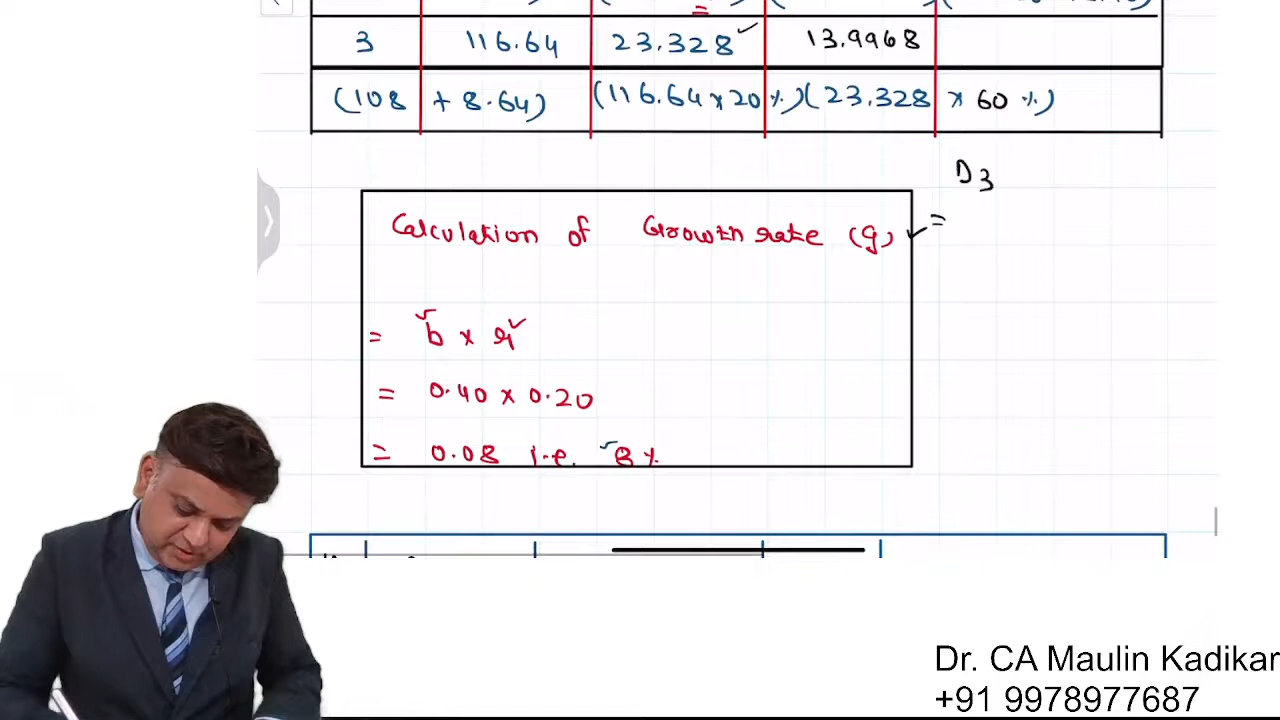 3 116.64 23.328 13.9968
(108 + 8.64) (116.64 x 20 %) (23.328 x 60 %)
D3
=
Calculation of Growth rate (g)
= b x r
= 0.40 x 0.20
= 0.08 i.e. 8 %
Dr. CA Maulin Kadikar
+91 9978977687